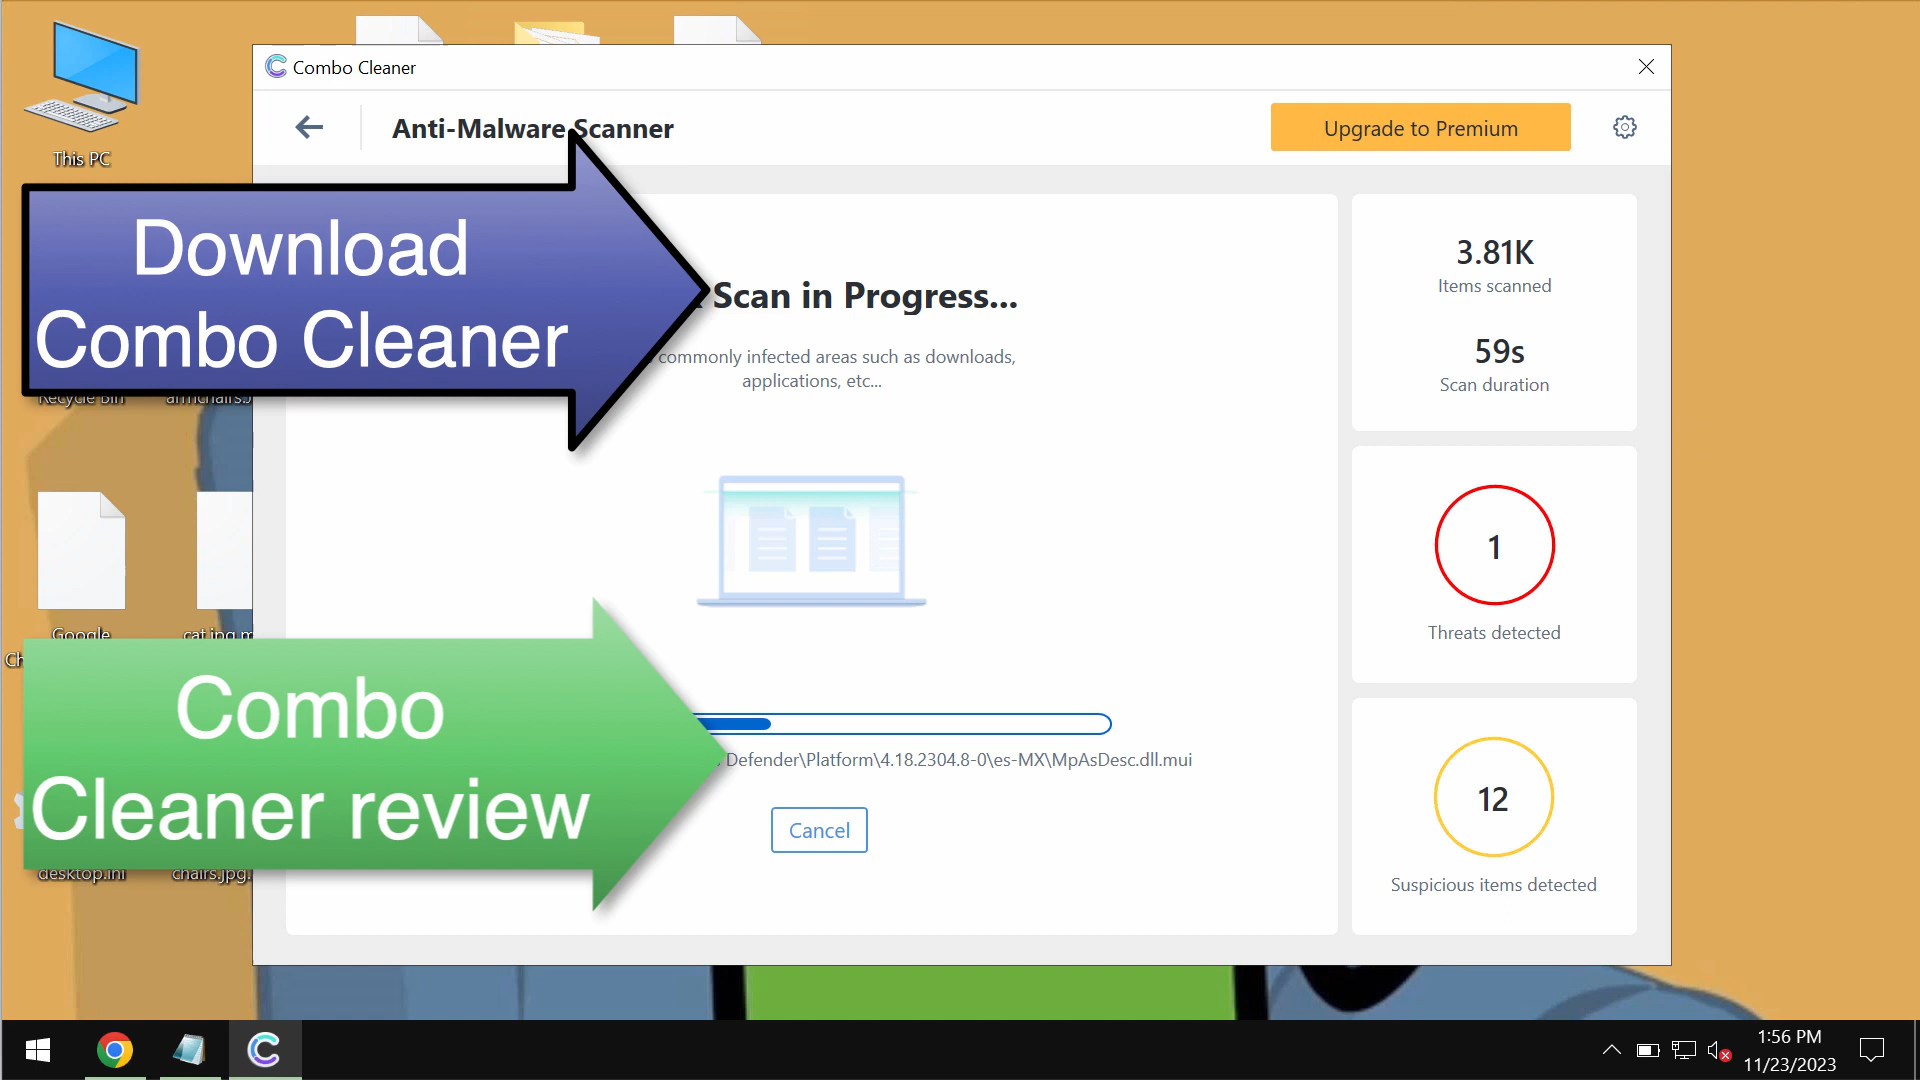 Combo Cleaner
This PC
Anti-Malware Scanner
Upgrade to Premium
Download
Combo Cleaner
Scan in Progress...
commonly infected areas such as downloads,
applications, etc...
3.81K
Items scanned
59s
Scan duration
Recycle Bin
1
Threats detected
Google
Combo
Cleaner review
Defender\Platform\4.18.2304.8-0\es-MX\MpAsDesc.dll.mui
Cancel
12
Suspicious items detected
desktop.ini
chairs.jpg.
1:56 PM
11/23/2023